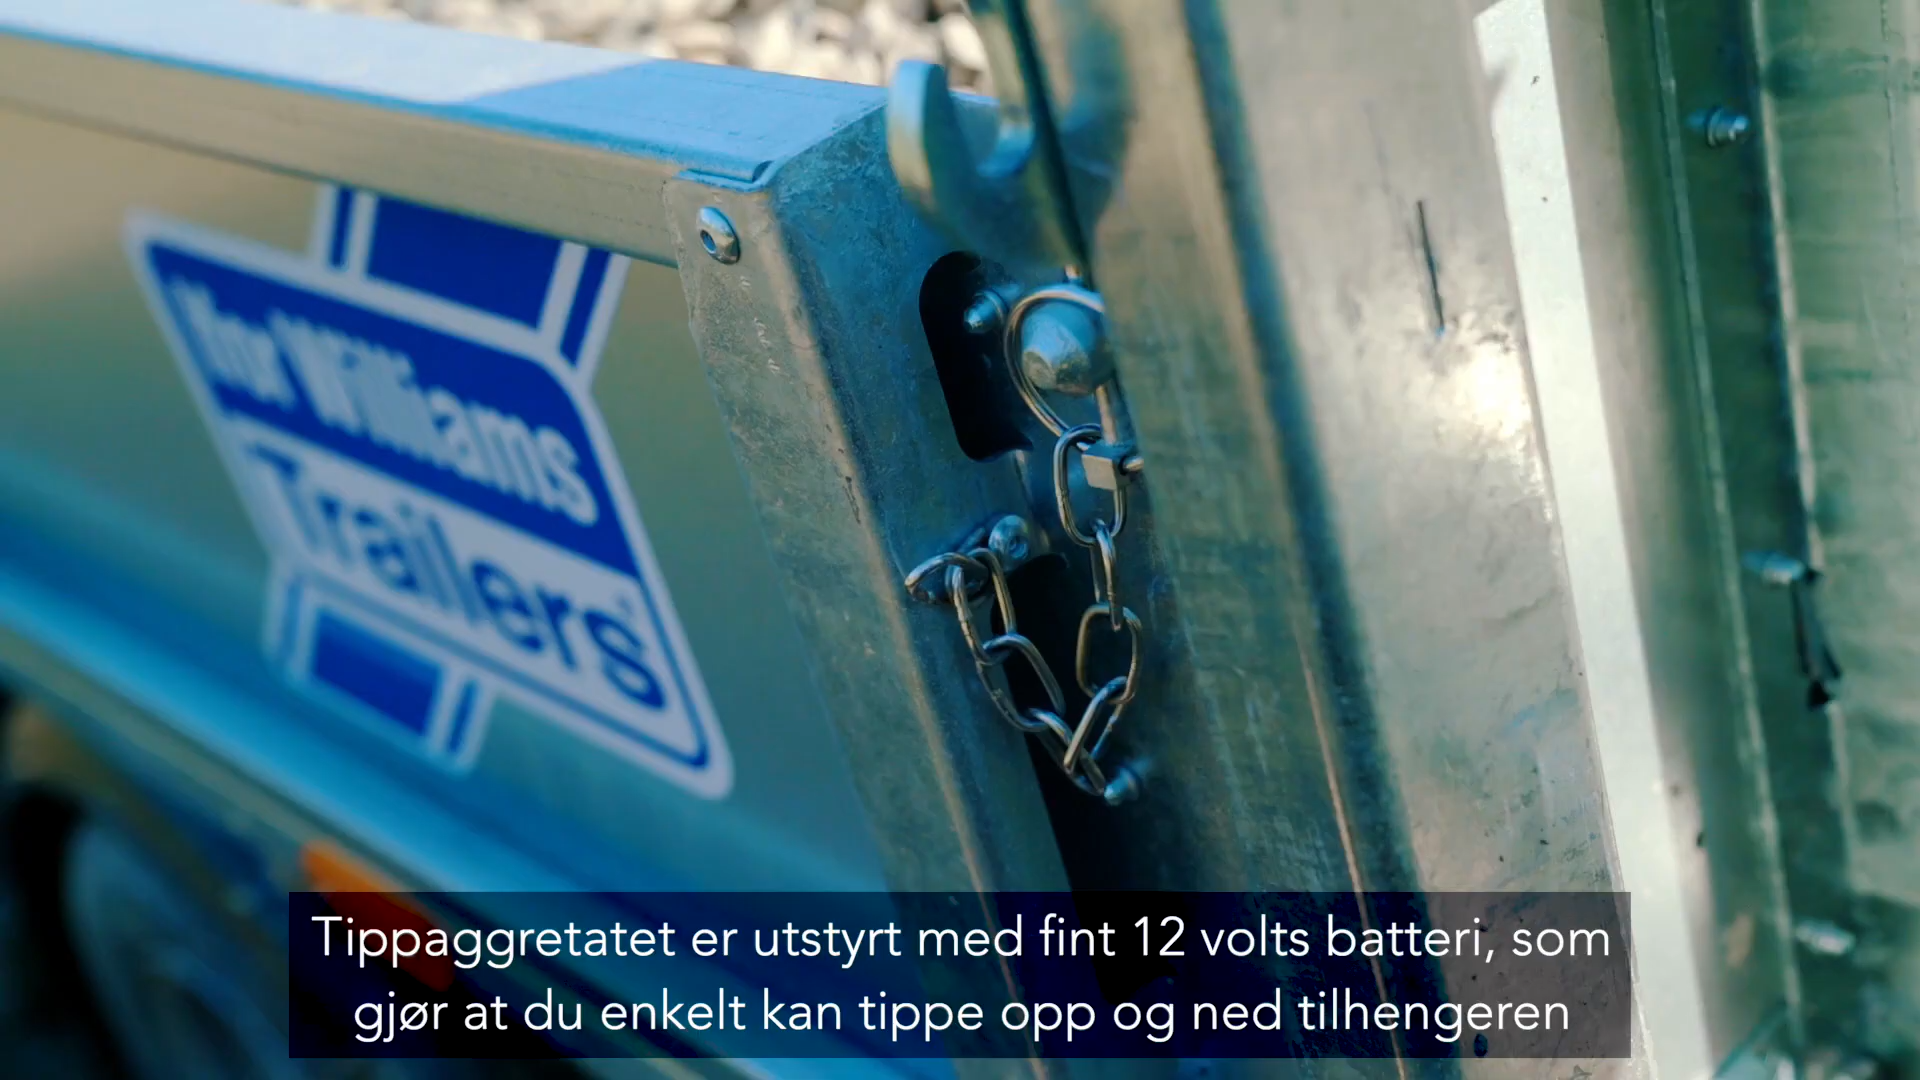 Ifor Williams
Trailers
Tippaggretatet er utstyrt med fint 12 volts batteri, som
gjør at du enkelt kan tippe opp og ned tilhengeren